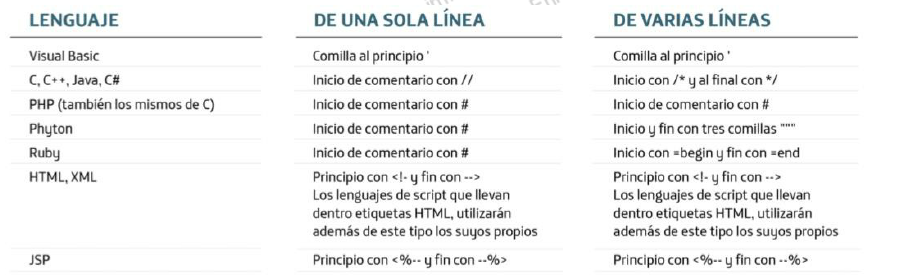 LENGUAJE DE UNA SOLA LÍNEA DE VARIAS LÍNEAS
Visual Basic Comilla al principio ' Comilla al principio '
C, C++, Java, C# Inicio de comentario con // Inicio con /* y al final con */
PHP (también los mismos de C) Inicio de comentario con # Inicio de comentario con #
Phyton Inicio de comentario con # Inicio y fin con tres comillas """
Ruby Inicio de comentario con # Inicio con =begin y fin con =end
HTML, XML Principio con <!- y fin con --> Principio con <!- y fin con -->
Los lenguajes de script que llevan Los lenguajes de script que llevan
dentro etiquetas HTML, utilizarán dentro etiquetas HTML, utilizarán
además de este tipo los suyos propios además de este tipo los suyos propios
JSP Principio con <%-- y fin con --%> Principio con <%-- y fin con --%>